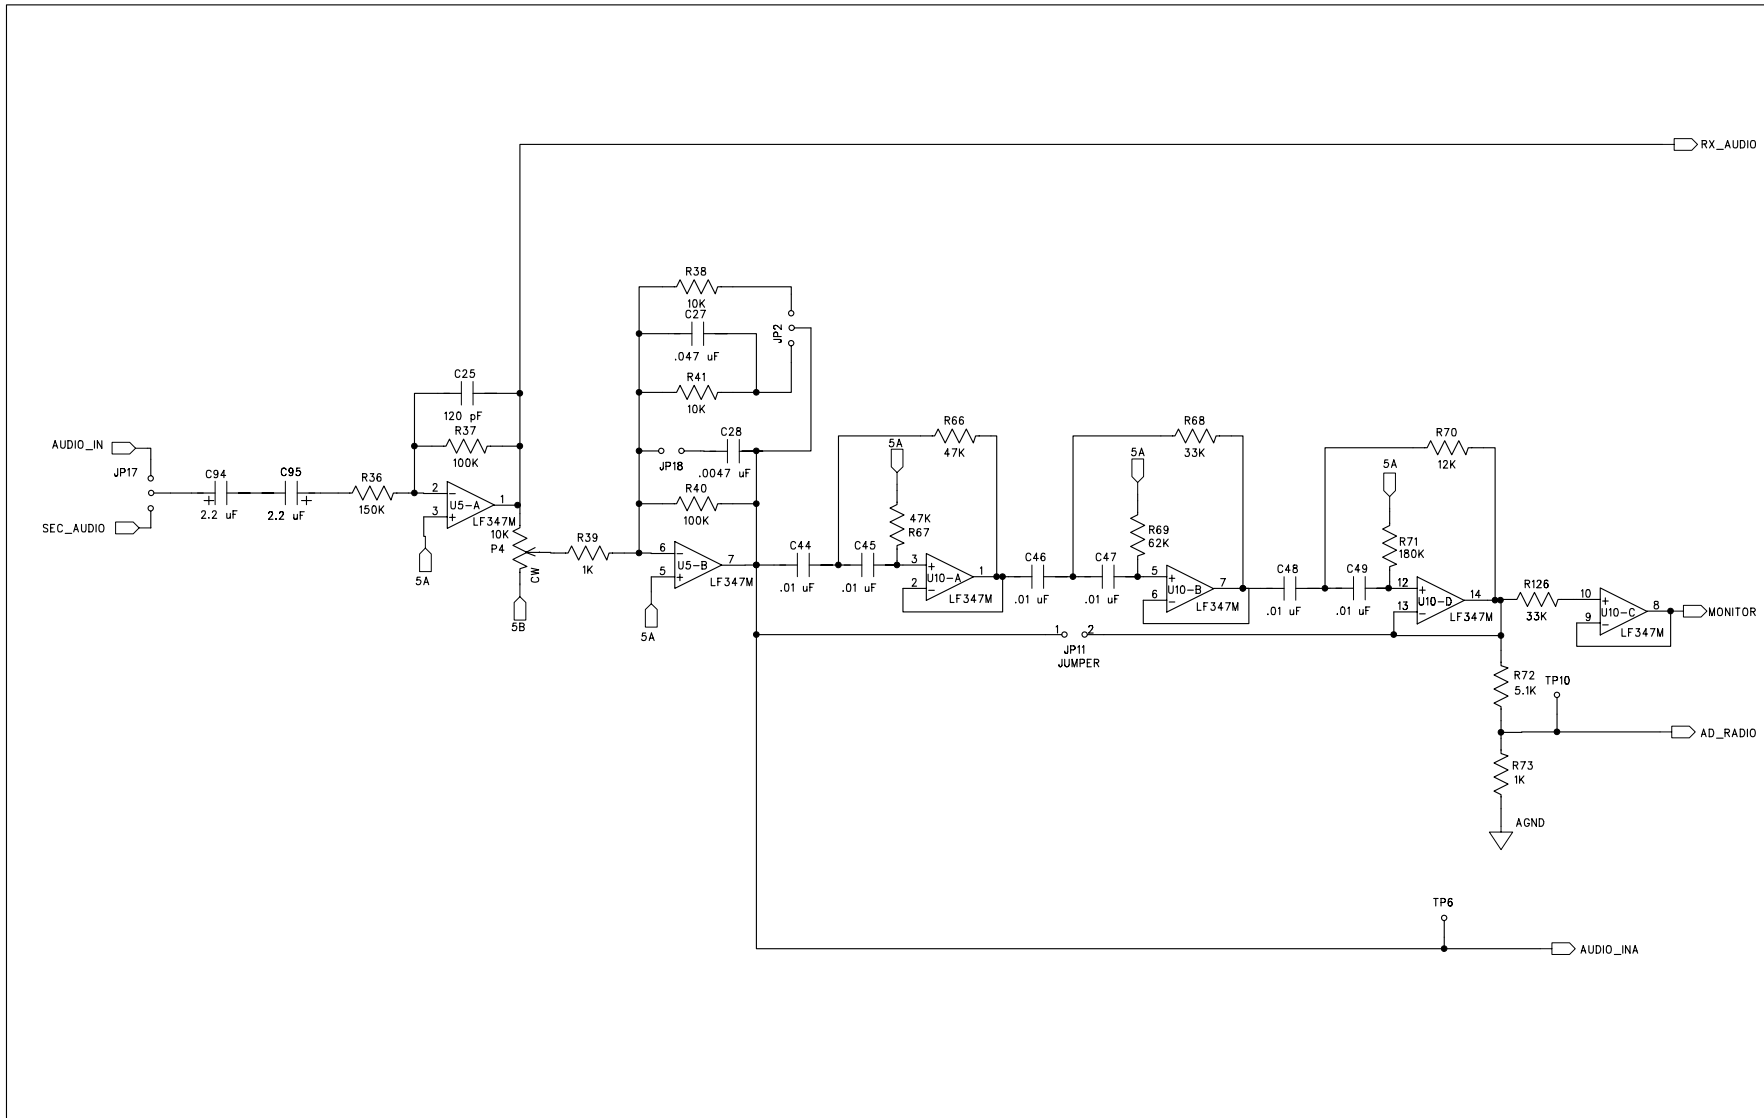 RX_AUDIO
R38
10K
C27
.047 uF
JP2
R41
10K
C25
120 pF
R37
100K
C28
JP18
.0047 uF
R40
100K
AUDIO_IN
JP17
SEC_AUDIO
C94
+
2.2 uF
C95
+
2.2 uF
R36
150K
2
−
U5-A
1
3
+
LF347M
5A
10K
P4
CW
5B
R39
1K
6
−
U5-B
7
5
+
LF347M
5A
C44
.01 uF
C45
.01 uF
R66
47K
5A
47K
R67
3
+
U10-A
1
2
−
LF347M
C46
.01 uF
C47
.01 uF
R68
33K
5A
R69
62K
5
+
U10-B
7
6
−
LF347M
C48
.01 uF
C49
.01 uF
R70
12K
5A
R71
180K
12
+
U10-D
14
13
−
LF347M
R126
33K
10
+
U10-C
8
9
−
LF347M
MONITOR
1
2
JP11
JUMPER
R72
5.1K
TP10
AD_RADIO
R73
1K
AGND
TP6
AUDIO_INA